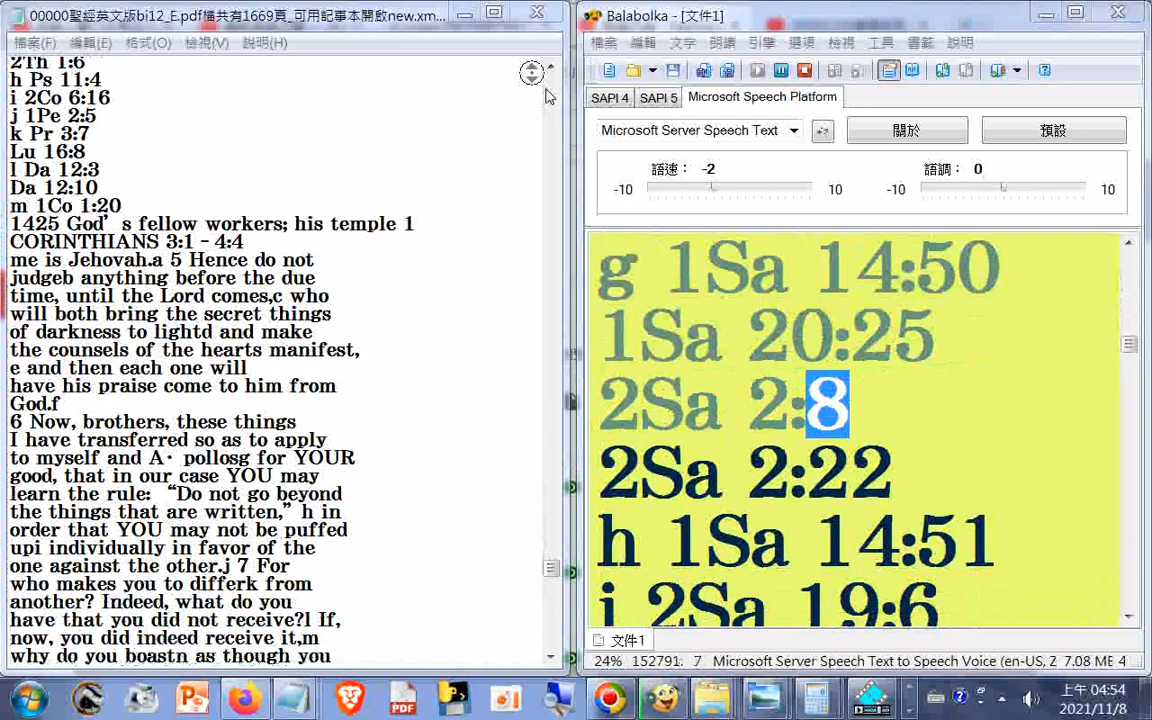 00000聖經英文版bi12_E.pdf檔共有1669頁_可用記事本開啟new.xm...
檔案(F) 編輯(E) 格式(O) 檢視(V) 說明(H)
2Th 1:6
h Ps 11:4
i 2Co 6:16
j 1Pe 2:5
k Pr 3:7
Lu 16:8
l Da 12:3
Da 12:10
m 1Co 1:20
1425 God’s fellow workers; his temple 1
CORINTHIANS 3:1–4:4
me is Jehovah.a 5 Hence do not
judgeb anything before the due
time, until the Lord comes,c who
will both bring the secret things
of darkness to lightd and make
the counsels of the hearts manifest,
e and then each one will
have his praise come to him from
God.f
6 Now, brothers, these things
I have transferred so as to apply
to myself and A·pollosg for YOUR
good, that in our case YOU may
learn the rule: “Do not go beyond
the things that are written,”h in
order that YOU may not be puffed
upi individually in favor of the
one against the other.j 7 For
who makes you to differk from
another? Indeed, what do you
have that you did not receive?l If,
now, you did indeed receive it,m
why do you boastn as though you
Balabolka - [文件1]
檔案 編輯 文字 朗讀 引擎 選項 檢視 工具 書籤 說明
SAPI 4 SAPI 5 Microsoft Speech Platform
Microsoft Server Speech Text 關於 預設
語速： -2 語調： 0
-10 10 -10 10
g 1Sa 14:50
1Sa 20:25
2Sa 2:8
2Sa 2:22
h 1Sa 14:51
i 2Sa 19:6
文件1
24% 152791. 7 Microsoft Server Speech Text to Speech Voice (en-US, 2 7.08 ME 4
上午 04:54
2021/11/8